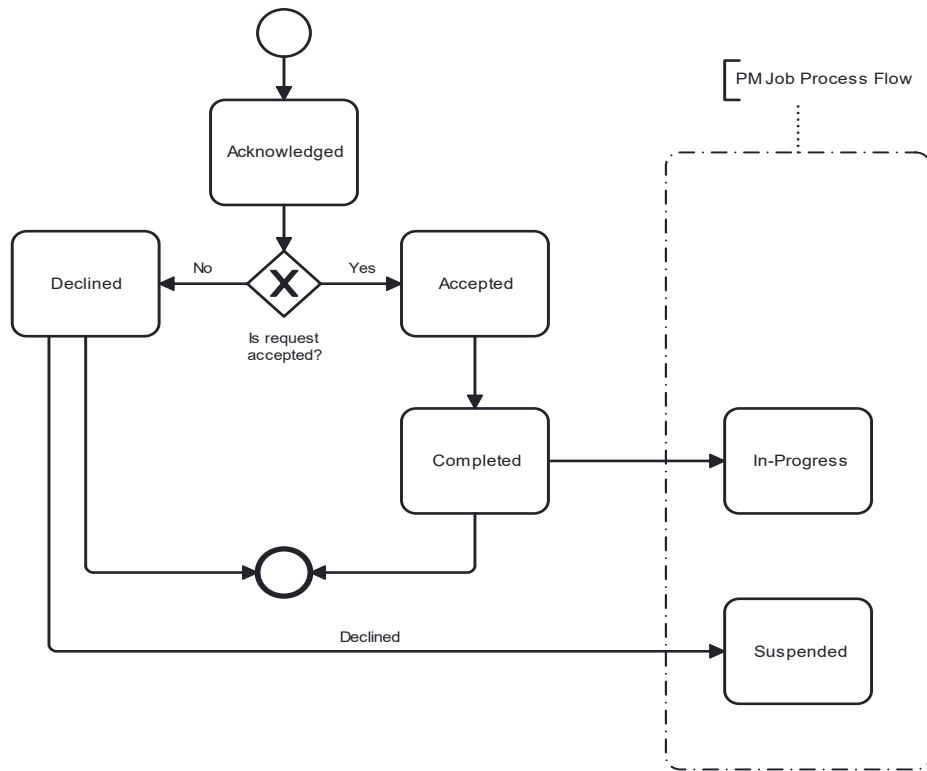 PM Job Process Flow
Acknowledged
Declined
No
Yes
Accepted
Is request
accepted?
Completed
In-Progress
Declined
Suspended